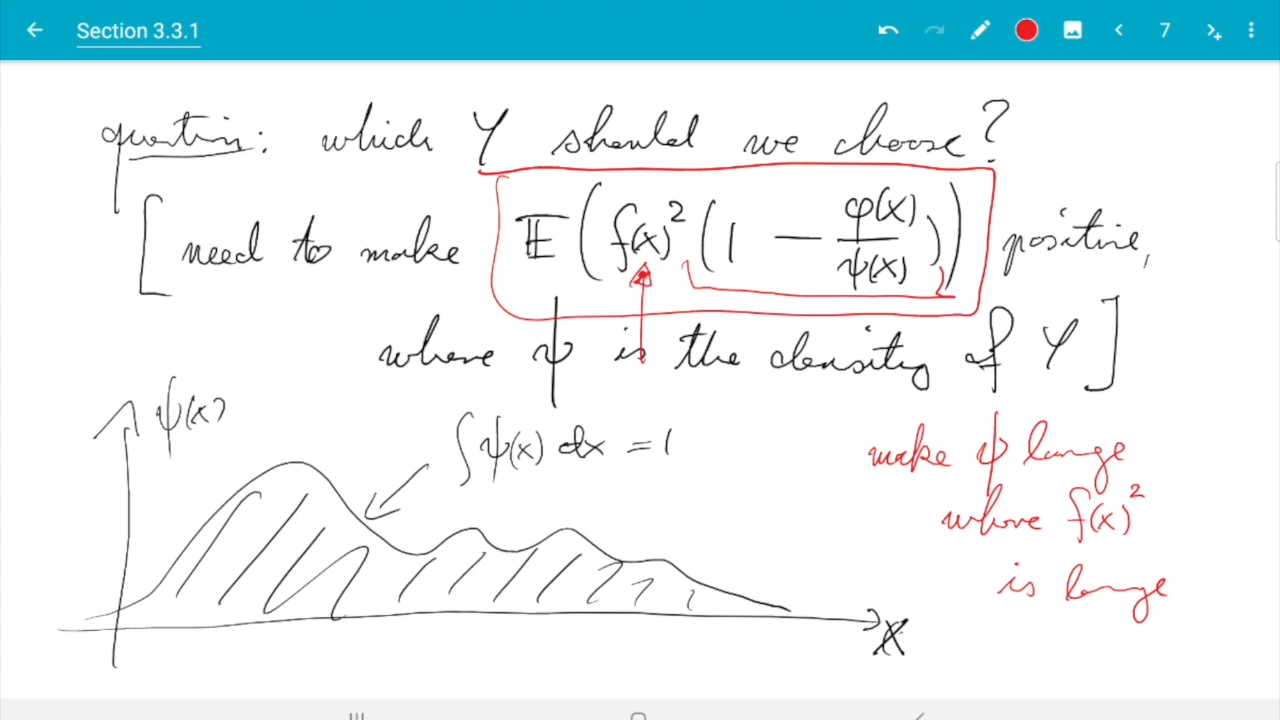 Section 3.3.1
7
question: which Y should we choose?
[need to make 𝔼(f(x)²(1 − φ(x)/ψ(x))) positive,
where ψ is the density of Y]
ψ(x)
∫ψ(x) dx = 1
make ψ large
where f(x)²
is large
x